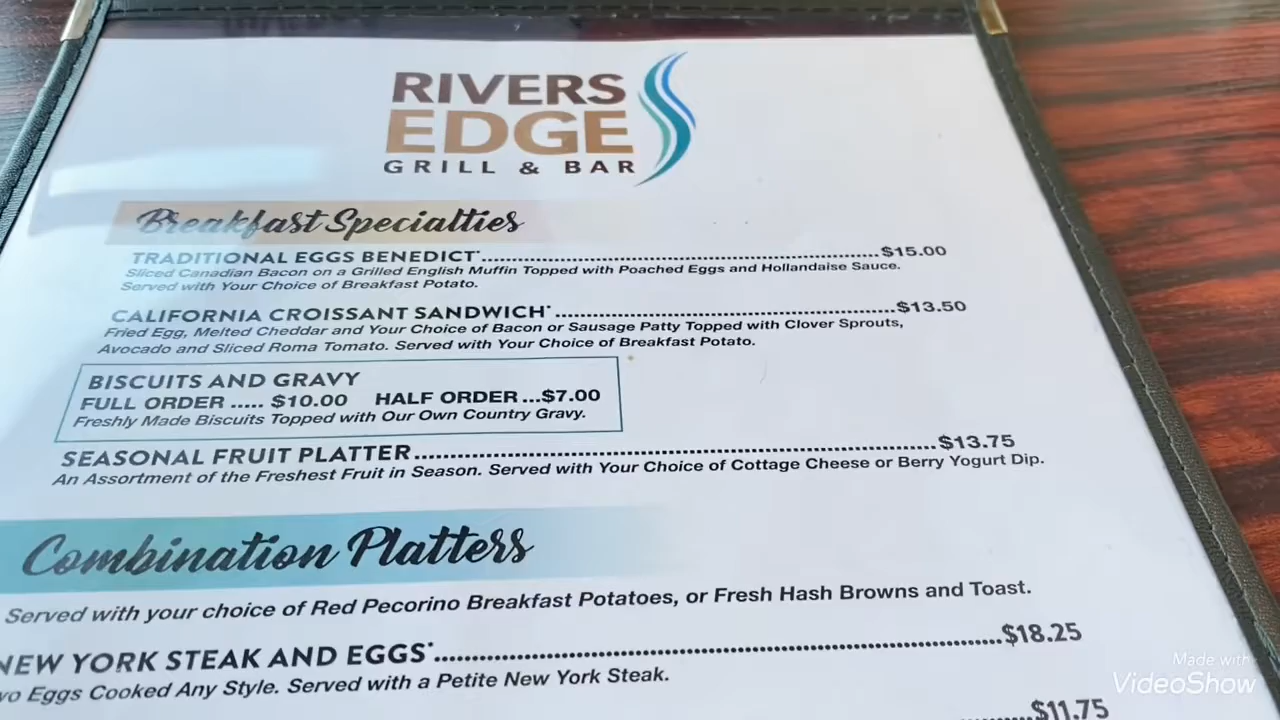 RIVERS
EDGE
GRILL & BAR
Breakfast Specialties
TRADITIONAL EGGS BENEDICT*..........$15.00
Sliced Canadian Bacon on a Grilled English Muffin Topped with Poached Eggs and Hollandaise Sauce.
Served with Your Choice of Breakfast Potato.
CALIFORNIA CROISSANT SANDWICH*..........$13.50
Fried Egg, Melted Cheddar and Your Choice of Bacon or Sausage Patty Topped with Clover Sprouts,
Avocado and Sliced Roma Tomato. Served with Your Choice of Breakfast Potato.
BISCUITS AND GRAVY
FULL ORDER ..... $10.00 HALF ORDER ...$7.00
Freshly Made Biscuits Topped with Our Own Country Gravy.
SEASONAL FRUIT PLATTER..........$13.75
An Assortment of the Freshest Fruit in Season. Served with Your Choice of Cottage Cheese or Berry Yogurt Dip.
Combination Platters
Served with your choice of Red Pecorino Breakfast Potatoes, or Fresh Hash Browns and Toast.
NEW YORK STEAK AND EGGS*..........$18.25
wo Eggs Cooked Any Style. Served with a Petite New York Steak.
$11.75
Made with
VideoShow